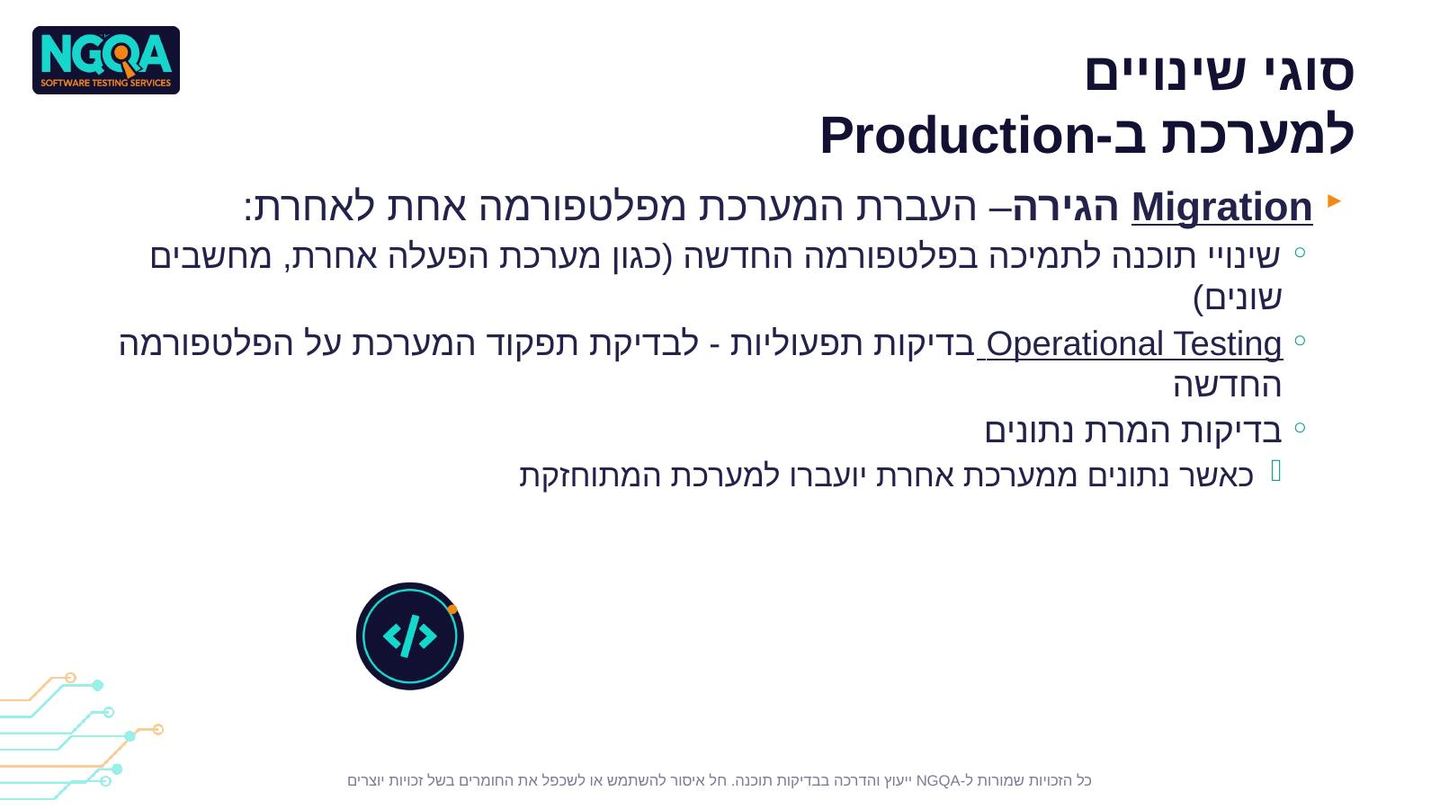 NGQA
SOFTWARE TESTING SERVICES
סוגי שינויים
למערכת ב-Production
Migration הגירה– העברת המערכת מפלטפורמה אחת לאחרת:
שינויי תוכנה לתמיכה בפלטפורמה החדשה (כגון מערכת הפעלה אחרת, מחשבים
שונים)
Operational Testing בדיקות תפעוליות - לבדיקת תפקוד המערכת על הפלטפורמה
החדשה
בדיקות המרת נתונים
כאשר נתונים ממערכת אחרת יועברו למערכת המתוחזקת
</>
כל הזכויות שמורות ל-NGQA ייעוץ והדרכה בבדיקות תוכנה. חל איסור להשתמש או לשכפל את החומרים בשל זכויות יוצרים